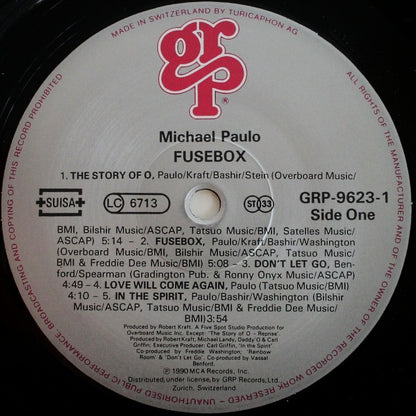 MADE IN SWITZERLAND BY TURICAPHON AG
ALL RIGHTS OF THE MANUFACTURER AND OF THE OWNER OF THE RECORDED WORK RESERVED - UNAUTHORISED PUBLIC PERFORMANCE, BROADCASTING AND COPYING OF THIS RECORD PROHIBITED
grp®
Michael Paulo
FUSEBOX
1. THE STORY OF O, Paulo/Kraft/Bashir/Stein (Overboard Music/
SUISA
LC 6713
ST 33
GRP-9623-1
Side One
BMI, Bilshir Music/ASCAP, Tatsuo Music/BMI, Satelles Music/
ASCAP) 5:14 - 2. FUSEBOX, Paulo/Kraft/Bashir/Washington
(Overboard Music/BMI, Bilshir Music/ASCAP, Tatsuo Music/
BMI & Freddie Dee Music/BMI) 5:08 - 3. DON'T LET GO, Ben-
ford/Spearman (Gradington Pub. & Ronny Onyx Music/ASCAP)
4:49 - 4. LOVE WILL COME AGAIN, Paulo (Tatsuo Music/BMI)
4:10 - 5. IN THE SPIRIT, Paulo/Bashir/Washington (Bilshir
Music/ASCAP, Tatsuo Music/BMI & Freddie Dee Music/
BMI) 3:54
Produced by Robert Kraft. A Five Spot Studio Production for
Overboard Music Inc. Except: "The Story of O - Reprise"
Produced by Robert Kraft, Michael Landy, Daddy'O & Carl
Griffin. Executive Producer: Carl Griffin. "In the Spirit"
Co-Produced by Freddie Washington; "Rainbow
Room" & "Don't Let Go". Co-Produced by Vassal
Benford.
℗ 1990 MCA Records, Inc.
Distributed, under license, by GRP Records, Ltd.
Zurich, Switzerland.